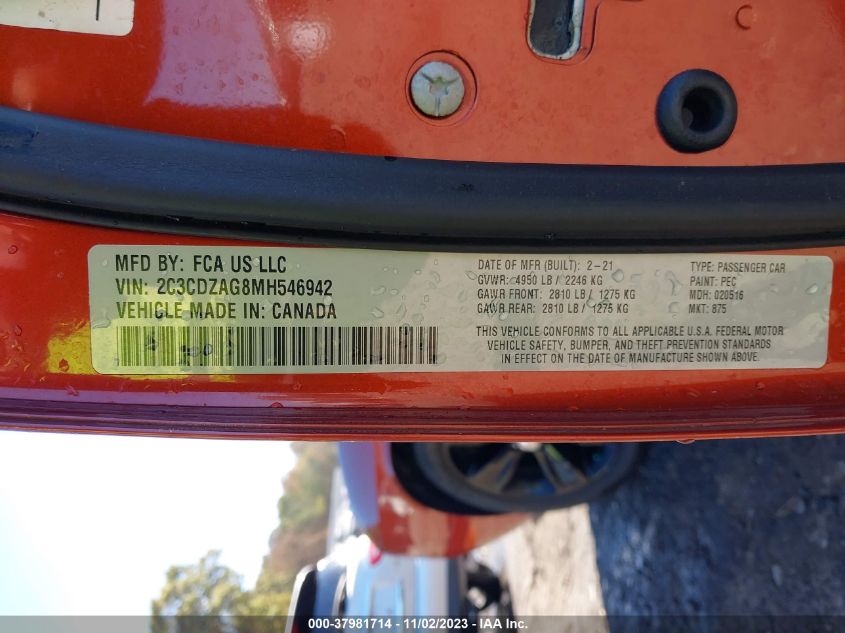 MFD BY: FCA US LLC
VIN: 2C3CDZAG8MH546942
VEHICLE MADE IN: CANADA
DATE OF MFR (BUILT): 2-21
GVWR: 4950 LB / 2246 KG
GAWR FRONT: 2810 LB / 1275 KG
GAWR REAR: 2810 LB / 1275 KG
TYPE: PASSENGER CAR
PAINT: PEC
MDH: 020516
MKT: 875
THIS VEHICLE CONFORMS TO ALL APPLICABLE U.S.A. FEDERAL MOTOR
VEHICLE SAFETY, BUMPER, AND THEFT PREVENTION STANDARDS
IN EFFECT ON THE DATE OF MANUFACTURE SHOWN ABOVE.
000-37981714 - 11/02/2023 - IAA Inc.